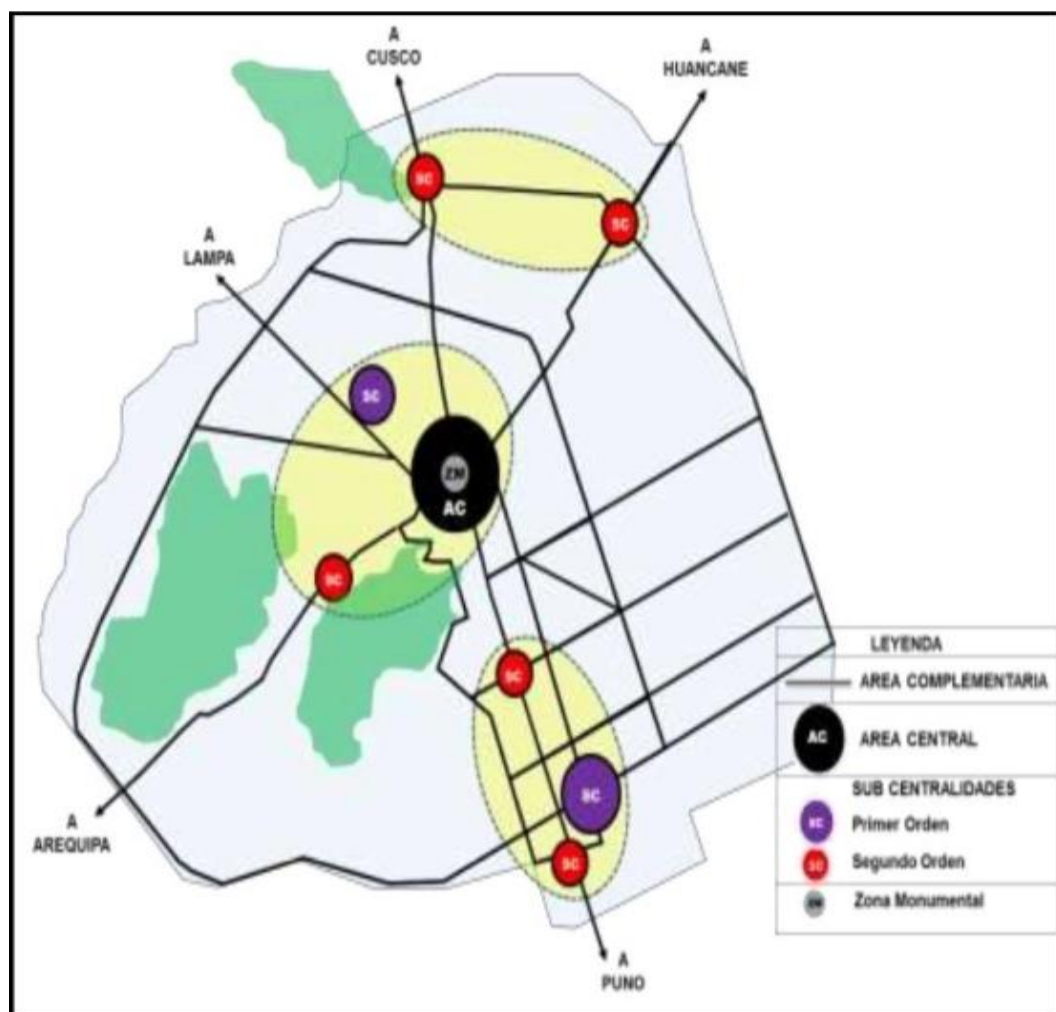 A
CUSCO
A
HUANCANE
A
LAMPA
SC
SC
SC
ZM
AC
SC
SC
SC
SC
A
AREQUIPA
A
PUNO
LEYENDA
AREA COMPLEMENTARIA
AC
AREA CENTRAL
SUB CENTRALIDADES
SC
Primer Orden
SC
Segundo Orden
ZM
Zona Monumental